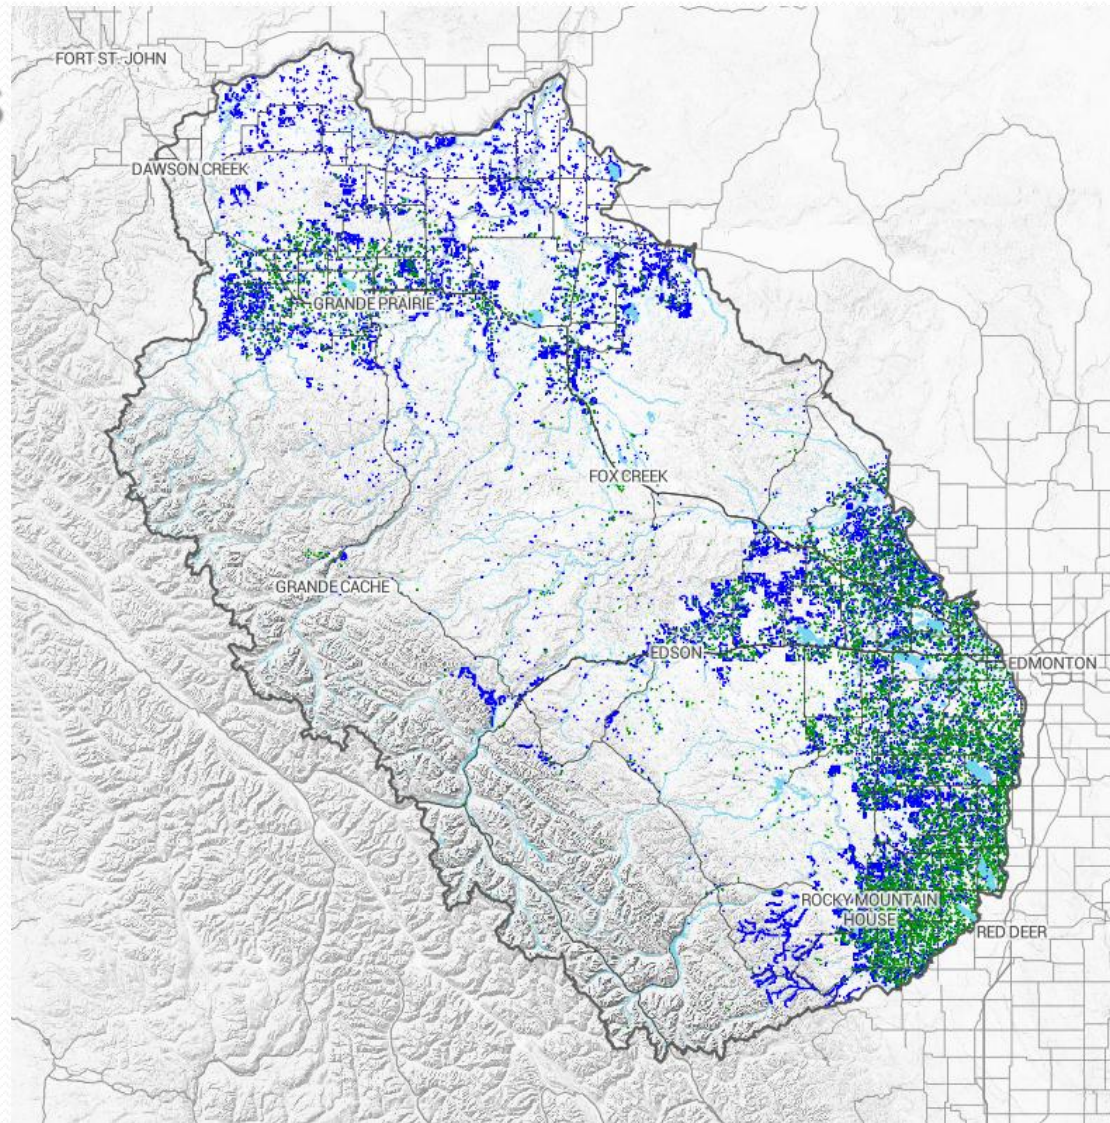 FORT ST. JOHN
DAWSON CREEK
GRANDE PRAIRIE
FOX CREEK
GRANDE CACHE
EDSON
EDMONTON
ROCKY MOUNTAIN
HOUSE
RED DEER